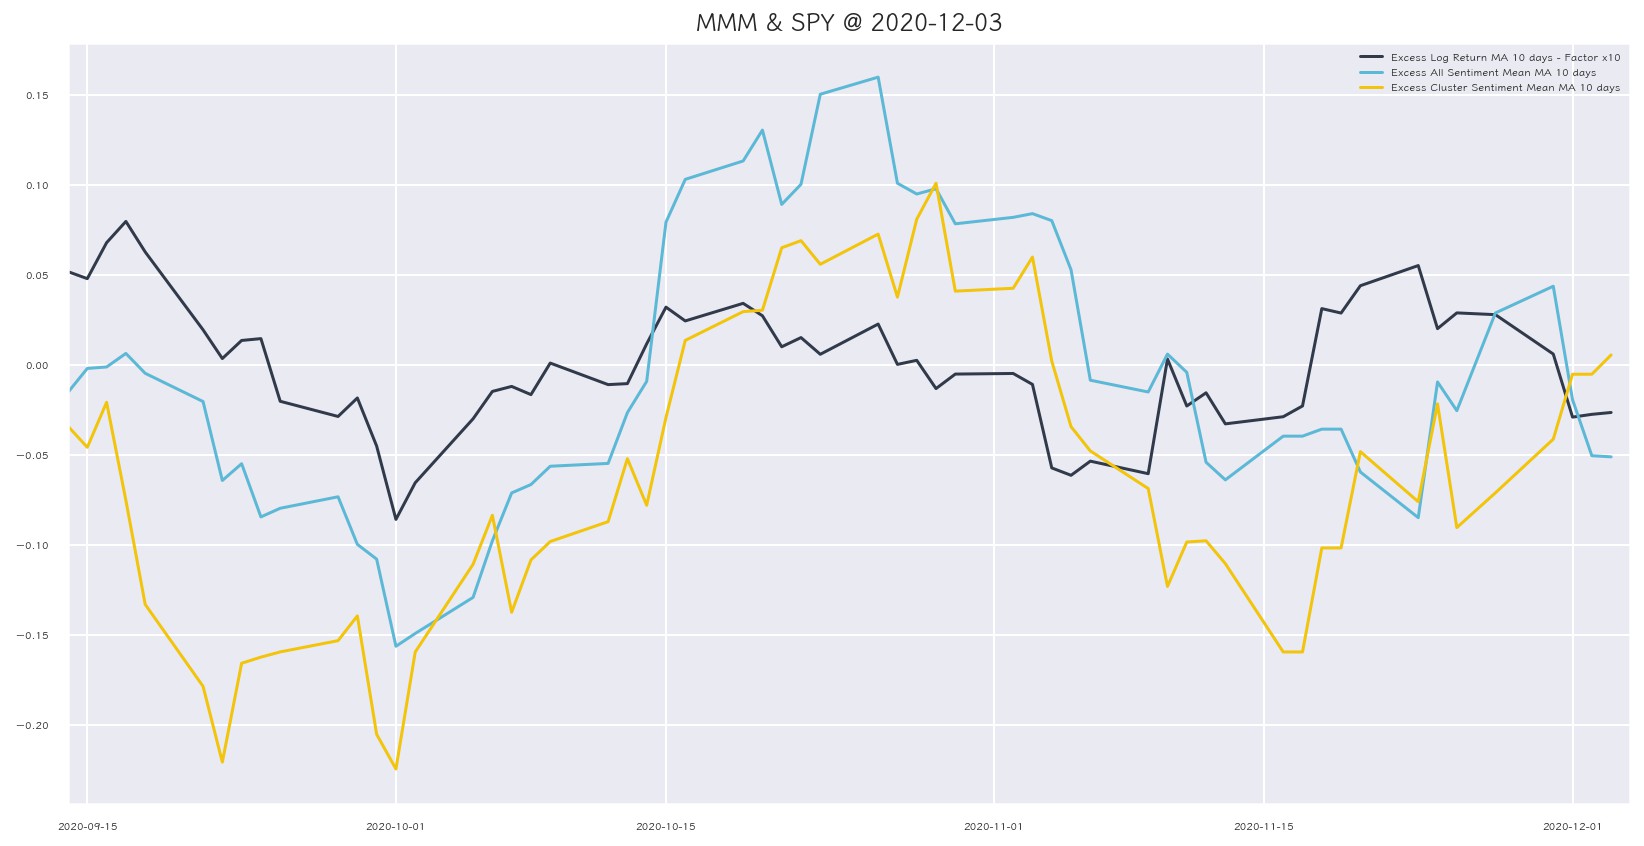 MMM & SPY @ 2020-12-03
Excess Log Return MA 10 days - Factor x10
Excess All Sentiment Mean MA 10 days
Excess Cluster Sentiment Mean MA 10 days
0.15
0.10
0.05
0.00
−0.05
−0.10
−0.15
−0.20
2020-09-15 2020-10-01 2020-10-15 2020-11-01 2020-11-15 2020-12-01